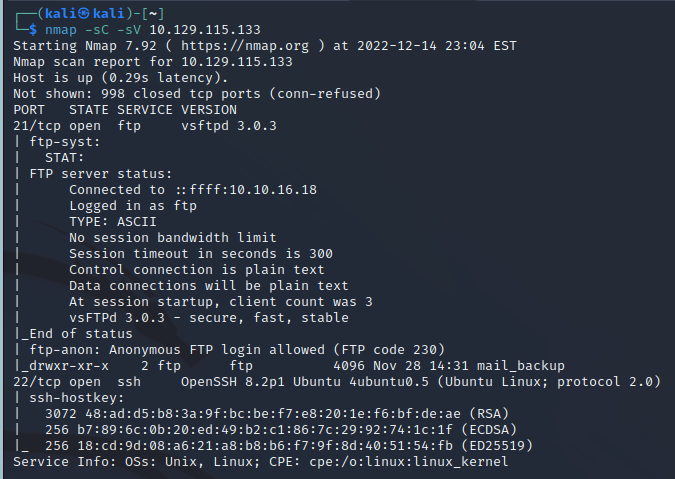 ┌──(kali㉿kali)-[~]
└─$ nmap -sC -sV 10.129.115.133
Starting Nmap 7.92 ( https://nmap.org ) at 2022-12-14 23:04 EST
Nmap scan report for 10.129.115.133
Host is up (0.29s latency).
Not shown: 998 closed tcp ports (conn-refused)
PORT   STATE SERVICE VERSION
21/tcp open  ftp     vsftpd 3.0.3
| ftp-syst:
|   STAT:
| FTP server status:
|      Connected to ::ffff:10.10.16.18
|      Logged in as ftp
|      TYPE: ASCII
|      No session bandwidth limit
|      Session timeout in seconds is 300
|      Control connection is plain text
|      Data connections will be plain text
|      At session startup, client count was 3
|      vsFTPd 3.0.3 - secure, fast, stable
|_End of status
| ftp-anon: Anonymous FTP login allowed (FTP code 230)
|_drwxr-xr-x    2 ftp      ftp          4096 Nov 28 14:31 mail_backup
22/tcp open  ssh     OpenSSH 8.2p1 Ubuntu 4ubuntu0.5 (Ubuntu Linux; protocol 2.0)
| ssh-hostkey:
|   3072 48:ad:d5:b8:3a:9f:bc:be:f7:e8:20:1e:f6:bf:de:ae (RSA)
|   256 b7:89:6c:0b:20:ed:49:b2:c1:86:7c:29:92:74:1c:1f (ECDSA)
|_  256 18:cd:9d:08:a6:21:a8:b8:b6:f7:9f:8d:40:51:54:fb (ED25519)
Service Info: OSs: Unix, Linux; CPE: cpe:/o:linux:linux_kernel